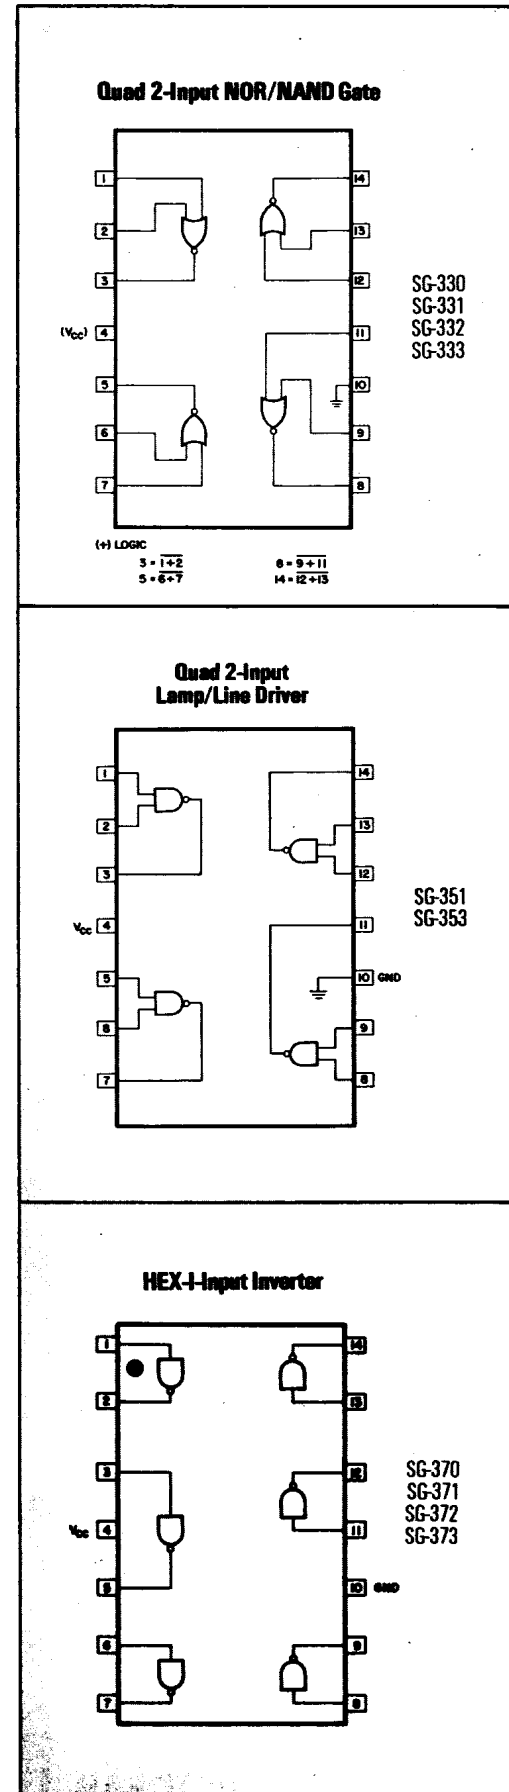 Quad 2-Input NOR/NAND Gate
1
14
2
13
3
12
(VCC) 4
11
5
10
6
9
7
8
SG-330
SG-331
SG-332
SG-333
(+) LOGIC
3 = 1+2
8 = 9+11
5 = 6+7
14 = 12+13
Quad 2-Input
Lamp/Line Driver
1
14
2
13
3
12
VCC 4
11
5
10 GND
6
9
7
8
SG-351
SG-353
HEX-I-Input Inverter
1
14
2
13
3
12
VCC 4
11
5
10 GND
6
9
7
8
SG-370
SG-371
SG-372
SG-373